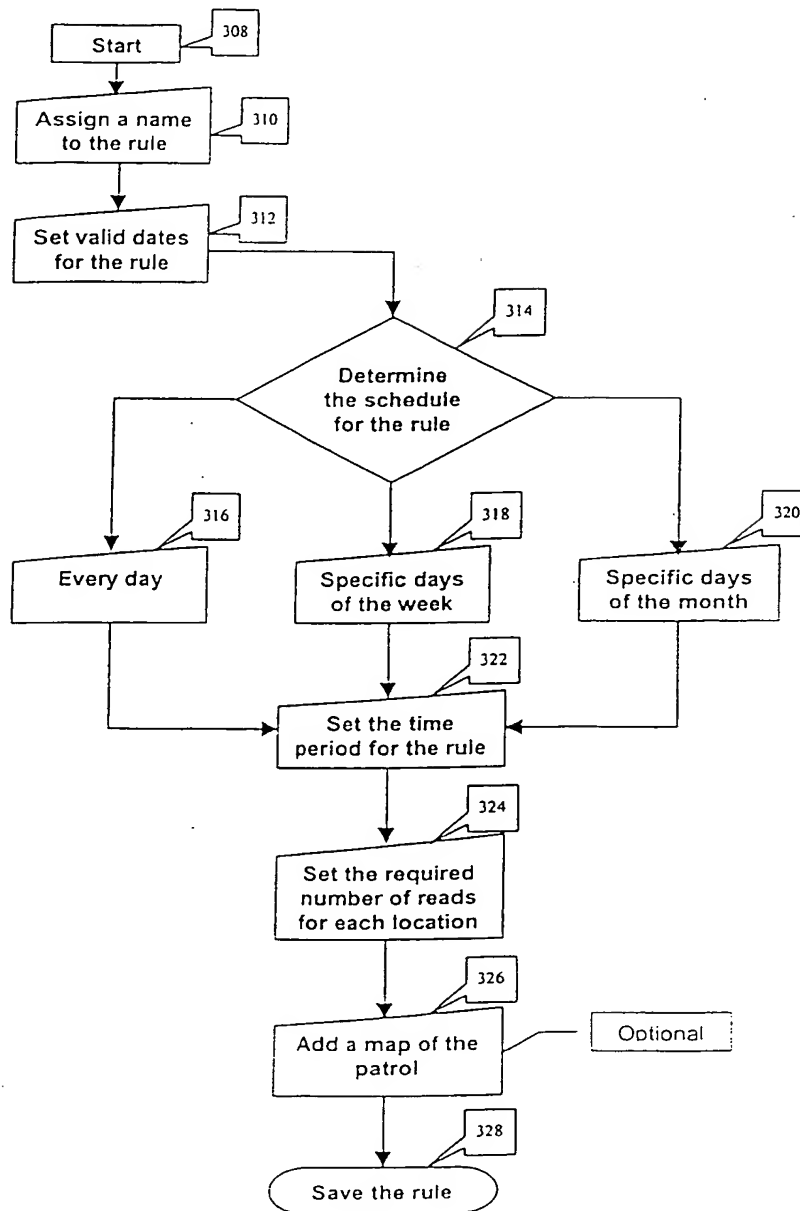 Start
308
Assign a name
to the rule
310
Set valid dates
for the rule
312
Determine
the schedule
for the rule
314
Every day
316
Specific days
of the week
318
Specific days
of the month
320
Set the time
period for the rule
322
Set the required
number of reads
for each location
324
Add a map of the
patrol
326
Optional
Save the rule
328